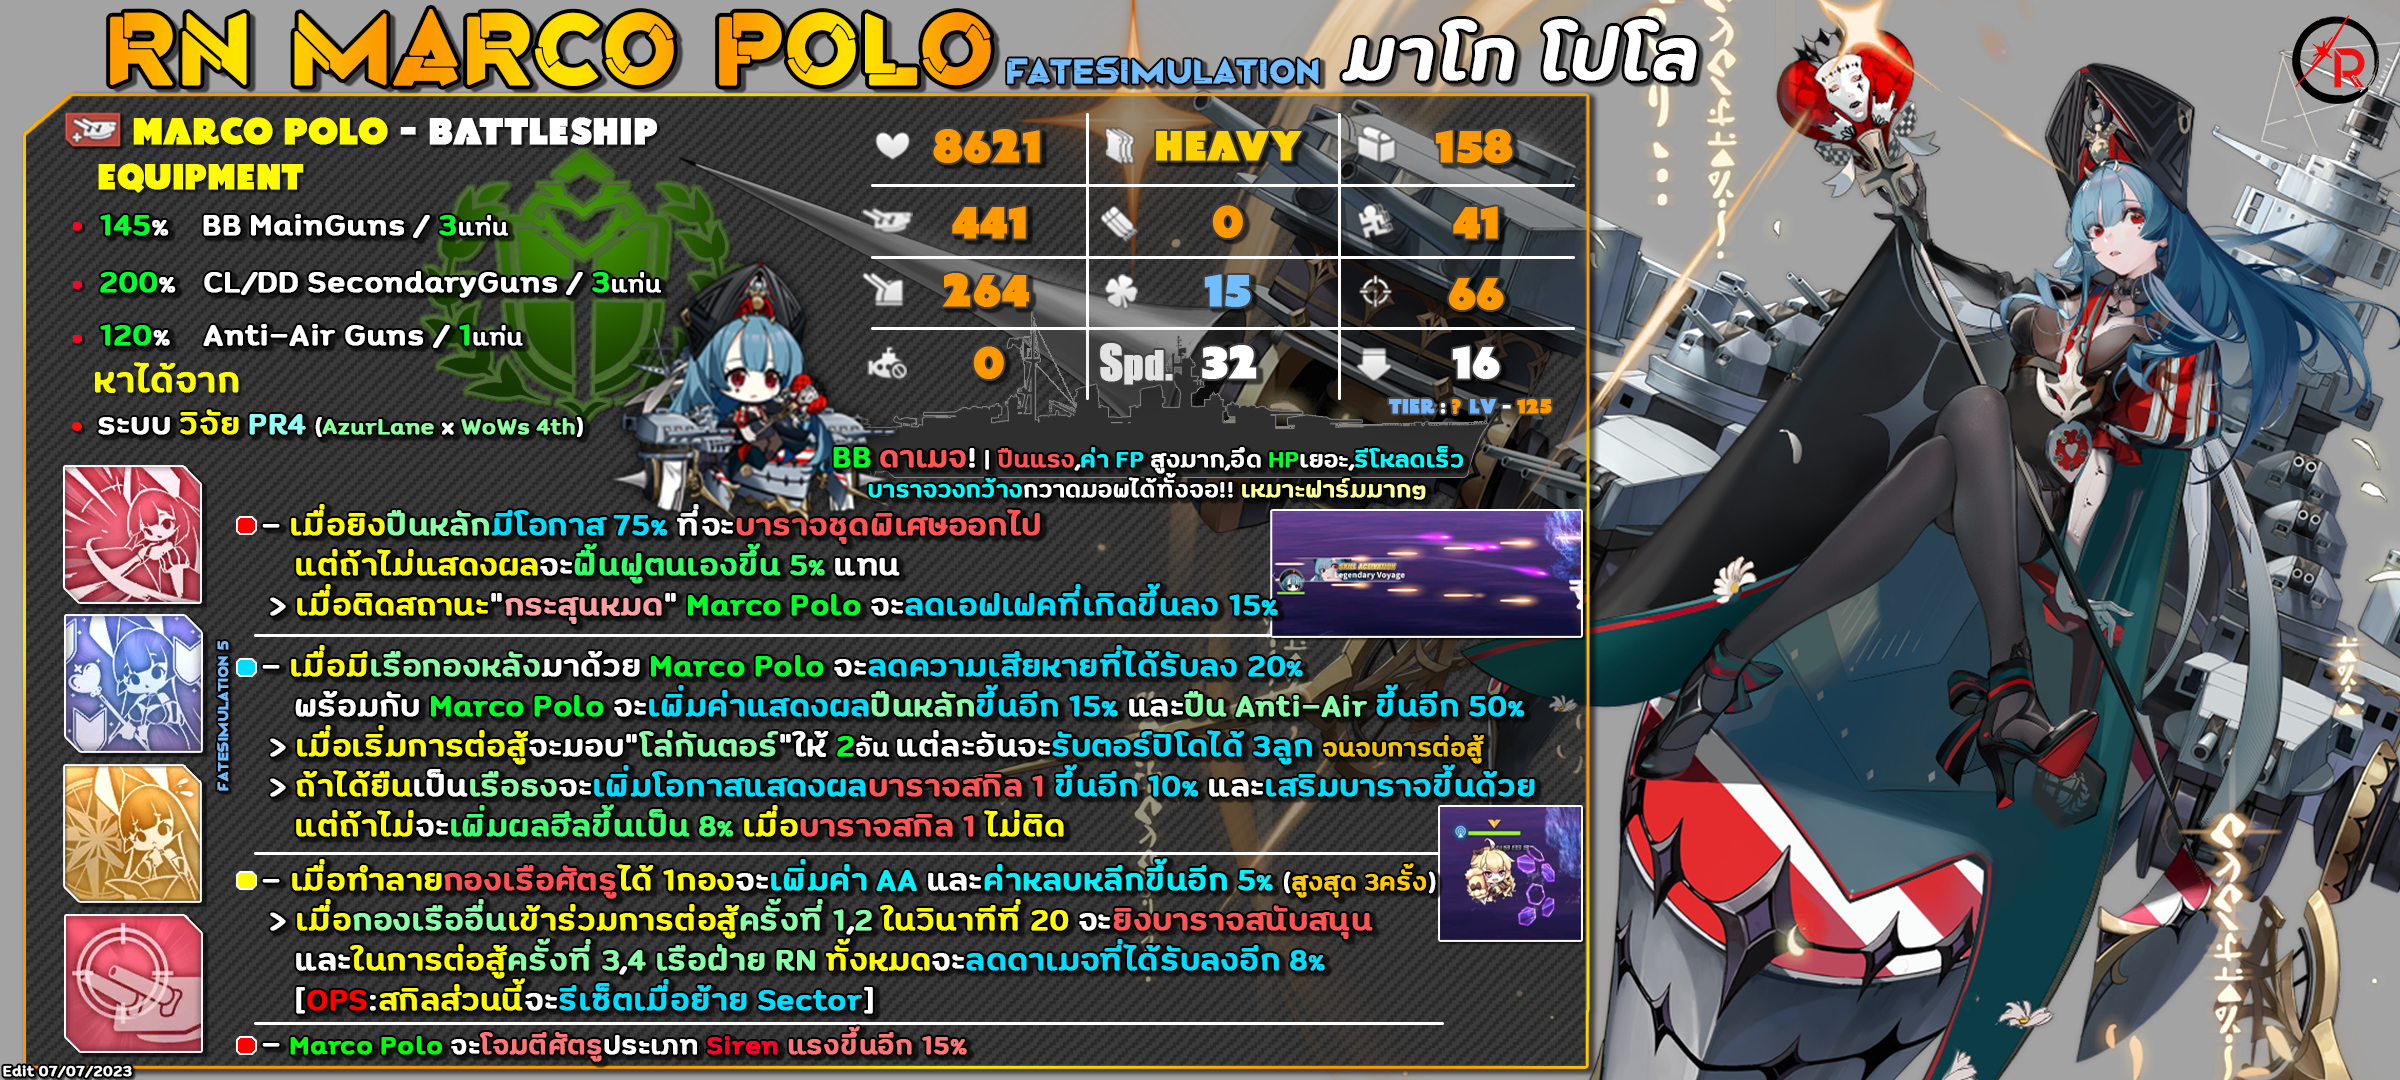 RN MARCO POLO FATESIMULATION มาโก โปโล
R
MARCO POLO - BATTLESHIP
EQUIPMENT
145% BB MainGuns / 3แท่น
200% CL/DD SecondaryGuns / 3แท่น
120% Anti-Air Guns / 1แท่น
หาได้จาก
ระบบ วิจัย PR4 (AzurLane x WoWs 4th)
8621 HEAVY 158
441 0 41
264 15 66
0 Spd. 32 16
TIER : ? LV - 125
BB ดาเมจ! | ปืนแรง,ค่า FP สูงมาก,อึด HPเยอะ,รีโหลดเร็ว
บาราจวงกว้างกวาดมอพได้ทั้งจอ!! เหมาะฟาร์มมากๆ
– เมื่อยิงปืนหลักมีโอกาส 75% ที่จะบาราจชุดพิเศษออกไป
แต่ถ้าไม่แสดงผลจะฟื้นฟูตนเองขึ้น 5% แทน
> เมื่อติดสถานะ"กระสุนหมด" Marco Polo จะลดเอฟเฟคที่เกิดขึ้นลง 15%
SKILL ACTIVATION
Legendary Voyage
FATESIMULATION 5
– เมื่อมีเรือกองหลังมาด้วย Marco Polo จะลดความเสียหายที่ได้รับลง 20%
พร้อมกับ Marco Polo จะเพิ่มค่าแสดงผลปืนหลักขึ้นอีก 15% และปืน Anti-Air ขึ้นอีก 50%
> เมื่อเริ่มการต่อสู้จะมอบ"โล่กันตอร์"ให้ 2อัน แต่ละอันจะรับตอร์ปิโดได้ 3ลูก จนจบการต่อสู้
> ถ้าได้ยืนเป็นเรือธงจะเพิ่มโอกาสแสดงผลบาราจสกิล 1 ขึ้นอีก 10% และเสริมบาราจขึ้นด้วย
แต่ถ้าไม่จะเพิ่มผลฮีลขึ้นเป็น 8% เมื่อบาราจสกิล 1 ไม่ติด
– เมื่อทำลายกองเรือศัตรูได้ 1กองจะเพิ่มค่า AA และค่าหลบหลีกขึ้นอีก 5% (สูงสุด 3ครั้ง)
> เมื่อกองเรืออื่นเข้าร่วมการต่อสู้ครั้งที่ 1,2 ในวินาทีที่ 20 จะยิงบาราจสนับสนุน
และในการต่อสู้ครั้งที่ 3,4 เรือฝ่าย RN ทั้งหมดจะลดดาเมจที่ได้รับลงอีก 8%
[OPS:สกิลส่วนนี้จะรีเซ็ตเมื่อย้าย Sector]
– Marco Polo จะโจมตีศัตรูประเภท Siren แรงขึ้นอีก 15%
Edit 07/07/2023